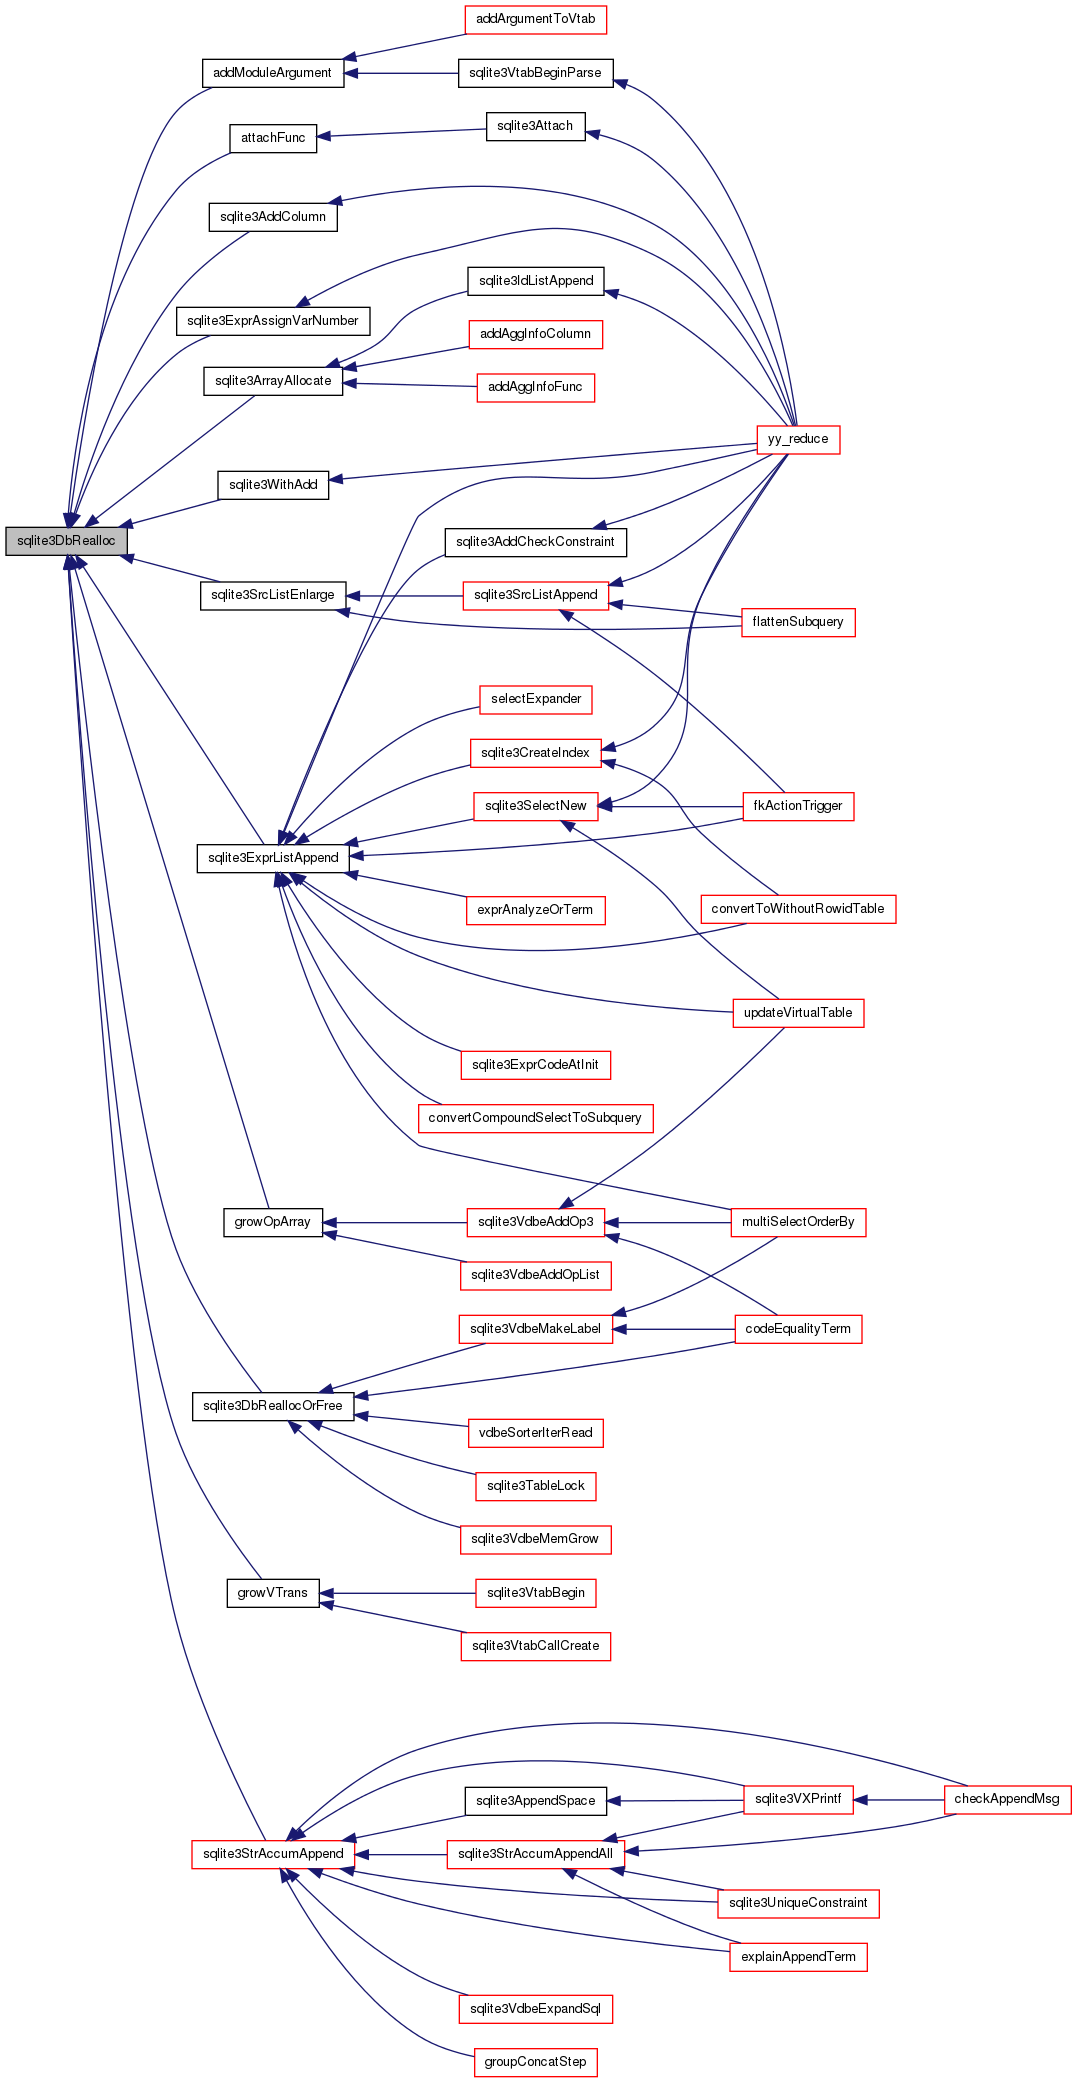 addArgumentToVtab
addModuleArgument
sqlite3VtabBeginParse
attachFunc
sqlite3Attach
sqlite3AddColumn
sqlite3IdListAppend
sqlite3ExprAssignVarNumber
addAggInfoColumn
sqlite3ArrayAllocate
addAggInfoFunc
yy_reduce
sqlite3WithAdd
sqlite3DbRealloc
sqlite3AddCheckConstraint
sqlite3SrcListEnlarge
sqlite3SrcListAppend
flattenSubquery
selectExpander
sqlite3CreateIndex
sqlite3SelectNew
fkActionTrigger
sqlite3ExprListAppend
exprAnalyzeOrTerm
convertToWithoutRowidTable
updateVirtualTable
sqlite3ExprCodeAtInit
convertCompoundSelectToSubquery
growOpArray
sqlite3VdbeAddOp3
multiSelectOrderBy
sqlite3VdbeAddOpList
sqlite3VdbeMakeLabel
codeEqualityTerm
sqlite3DbReallocOrFree
vdbeSorterIterRead
sqlite3TableLock
sqlite3VdbeMemGrow
growVTrans
sqlite3VtabBegin
sqlite3VtabCallCreate
sqlite3AppendSpace
sqlite3VXPrintf
checkAppendMsg
sqlite3StrAccumAppend
sqlite3StrAccumAppendAll
sqlite3UniqueConstraint
explainAppendTerm
sqlite3VdbeExpandSql
groupConcatStep